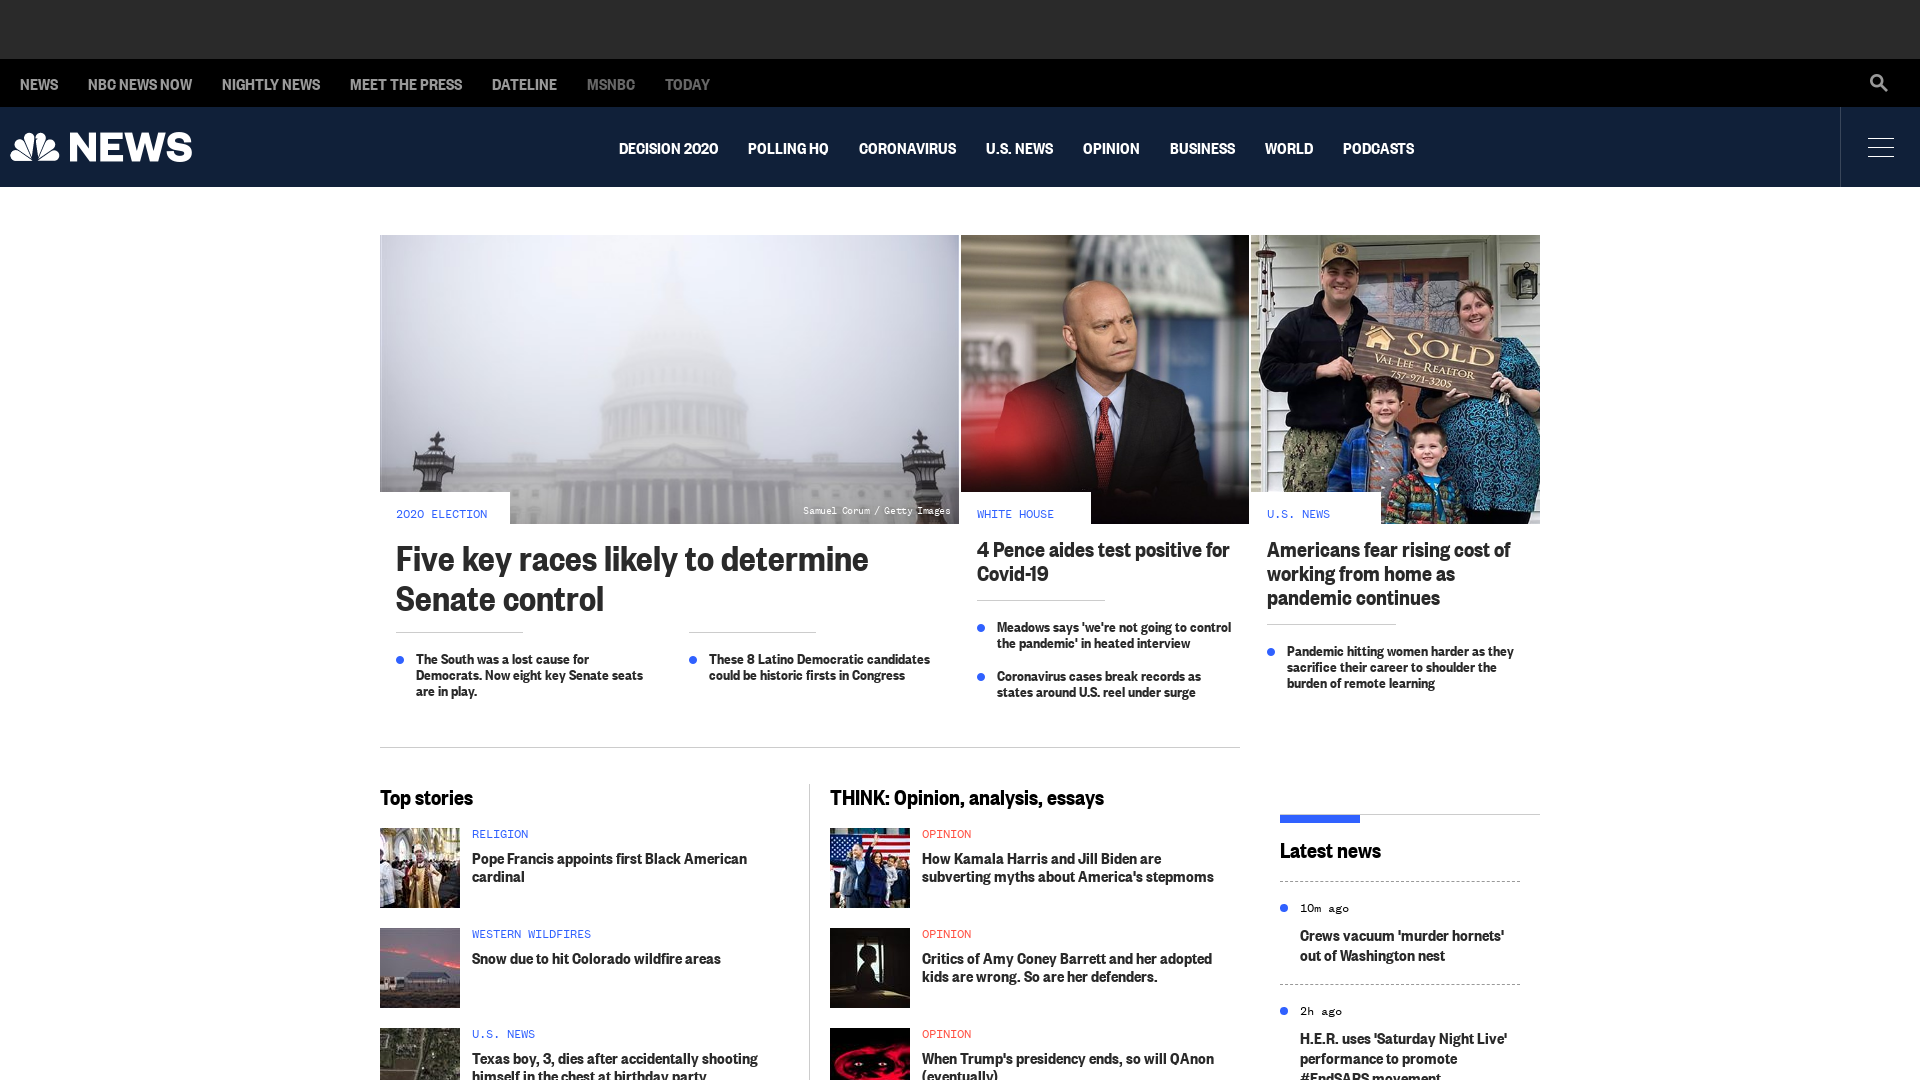 NEWS NBC NEWS NOW NIGHTLY NEWS MEET THE PRESS DATELINE MSNBC TODAY
NEWS
DECISION 2020 POLLING HQ CORONAVIRUS U.S. NEWS OPINION BUSINESS WORLD PODCASTS
Samuel Corum / Getty Images
2020 ELECTION
Five key races likely to determine
Senate control
The South was a lost cause for
Democrats. Now eight key Senate seats
are in play.
These 8 Latino Democratic candidates
could be historic firsts in Congress
WHITE HOUSE
4 Pence aides test positive for
Covid-19
Meadows says 'we're not going to control
the pandemic' in heated interview
Coronavirus cases break records as
states around U.S. reel under surge
SOLD
VAL LEE - REALTOR
757-971-3205
U.S. NEWS
Americans fear rising cost of
working from home as
pandemic continues
Pandemic hitting women harder as they
sacrifice their career to shoulder the
burden of remote learning
Top stories
RELIGION
Pope Francis appoints first Black American
cardinal
WESTERN WILDFIRES
Snow due to hit Colorado wildfire areas
U.S. NEWS
Texas boy, 3, dies after accidentally shooting
himself in the chest at birthday party
THINK: Opinion, analysis, essays
OPINION
How Kamala Harris and Jill Biden are
subverting myths about America's stepmoms
OPINION
Critics of Amy Coney Barrett and her adopted
kids are wrong. So are her defenders.
OPINION
When Trump's presidency ends, so will QAnon
(eventually)
Latest news
10m ago
Crews vacuum 'murder hornets'
out of Washington nest
2h ago
H.E.R. uses 'Saturday Night Live'
performance to promote
#EndSARS movement